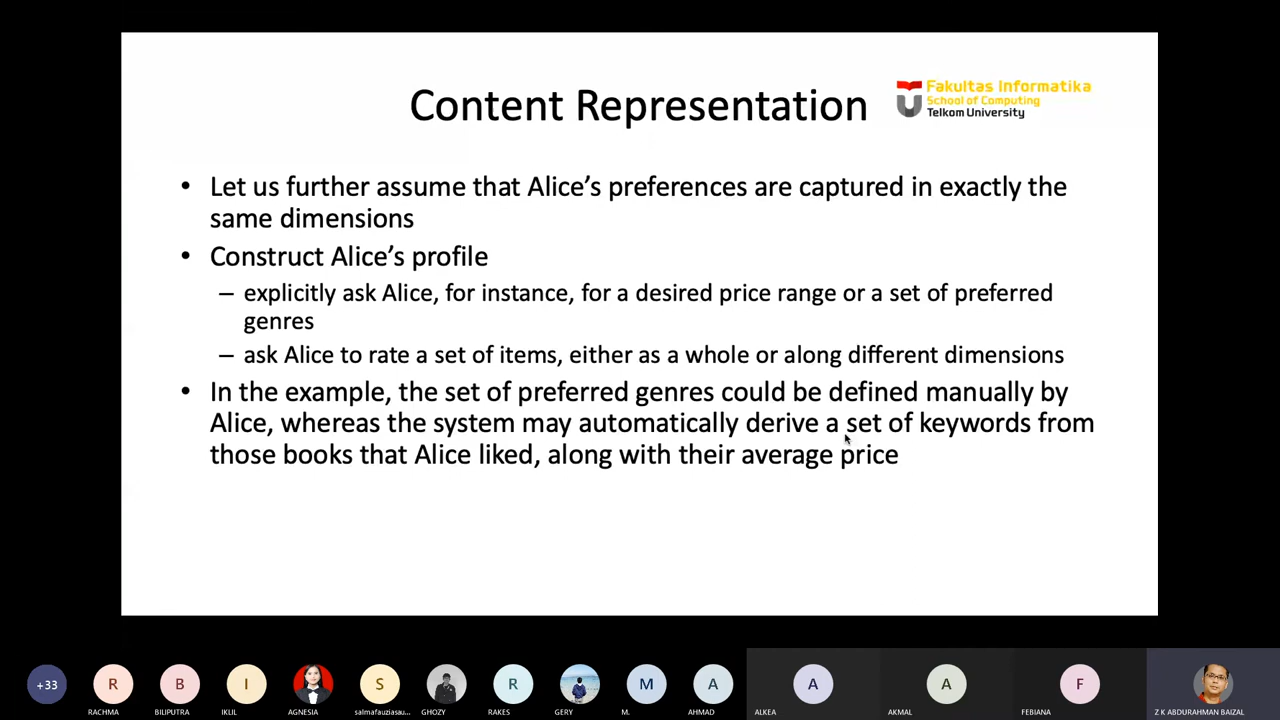 Content Representation
Fakultas Informatika
School of Computing
Telkom University
• Let us further assume that Alice’s preferences are captured in exactly the
same dimensions
• Construct Alice’s profile
– explicitly ask Alice, for instance, for a desired price range or a set of preferred
genres
– ask Alice to rate a set of items, either as a whole or along different dimensions
• In the example, the set of preferred genres could be defined manually by
Alice, whereas the system may automatically derive a set of keywords from
those books that Alice liked, along with their average price
+33 R B I S R M A A A F
RACHMA BILIPUTRA IKLIL AGNESIA salmafauziasau... GHOZY RAKES GERY M. AHMAD ALKEA AKMAL FEBIANA Z K ABDURAHMAN BAIZAL